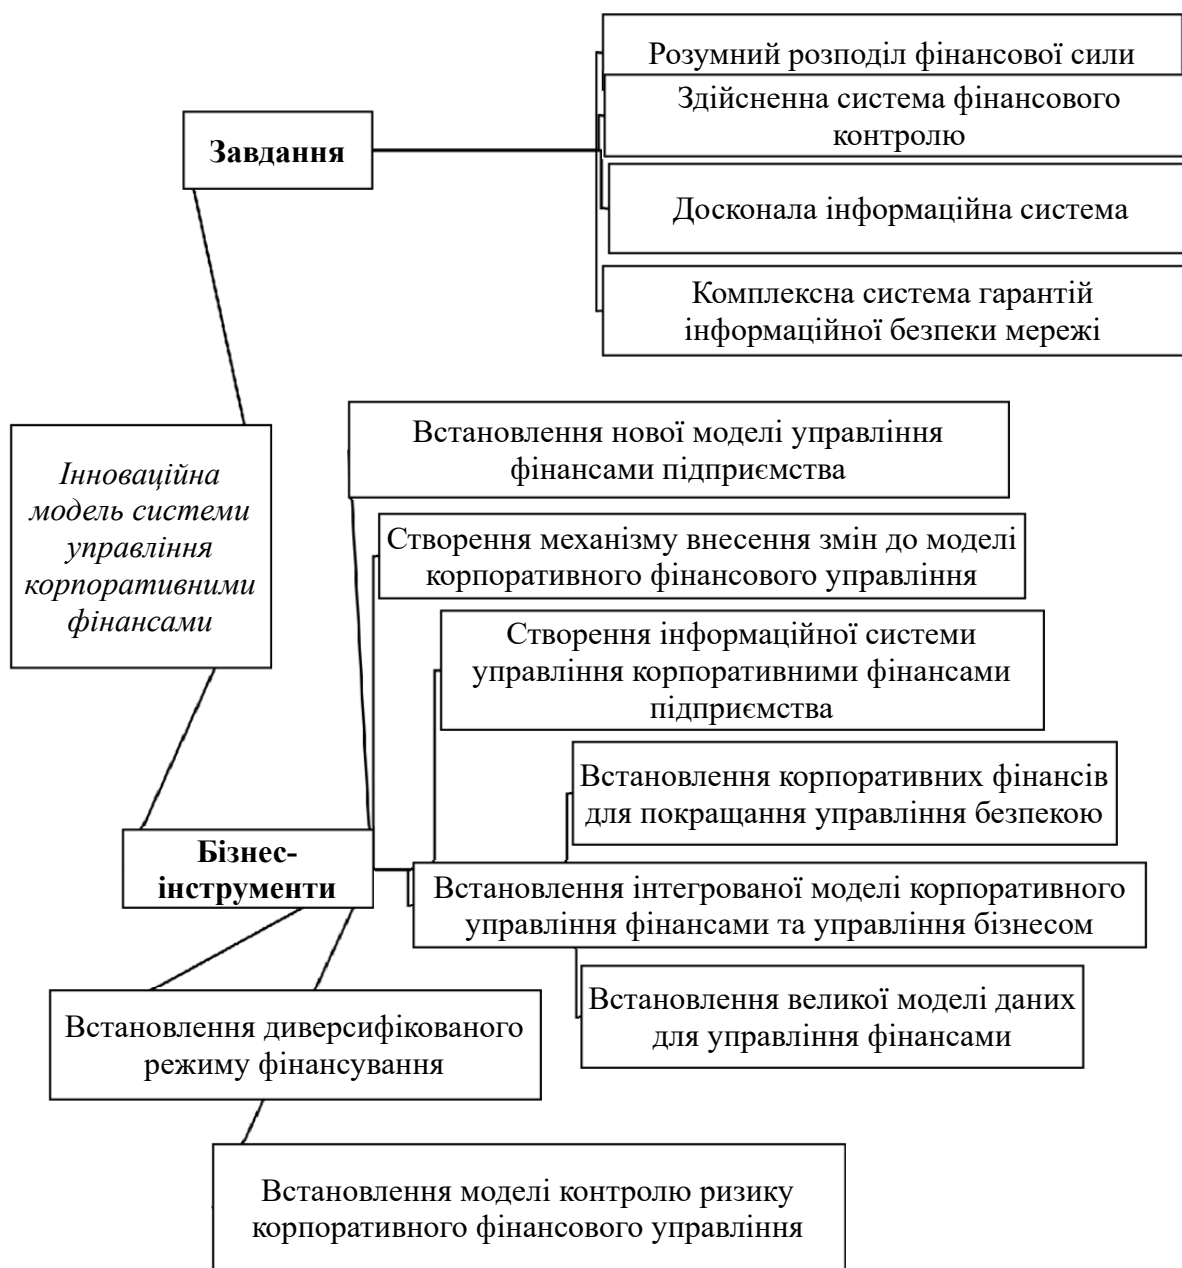 Розумний розподіл фінансової сили
Здійсненна система фінансового
контролю
Завдання
Досконала інформаційна система
Комплексна система гарантій
інформаційної безпеки мережі
Встановлення нової моделі управління
фінансами підприємства
Інноваційна
модель системи
управління
корпоративними
фінансами
Створення механізму внесення змін до моделі
корпоративного фінансового управління
Створення інформаційної системи
управління корпоративними фінансами
підприємства
Встановлення корпоративних фінансів
для покращання управління безпекою
Бізнес-
інструменти
Встановлення інтегрованої моделі корпоративного
управління фінансами та управління бізнесом
Встановлення великої моделі даних
для управління фінансами
Встановлення диверсифікованого
режиму фінансування
Встановлення моделі контролю ризику
корпоративного фінансового управління